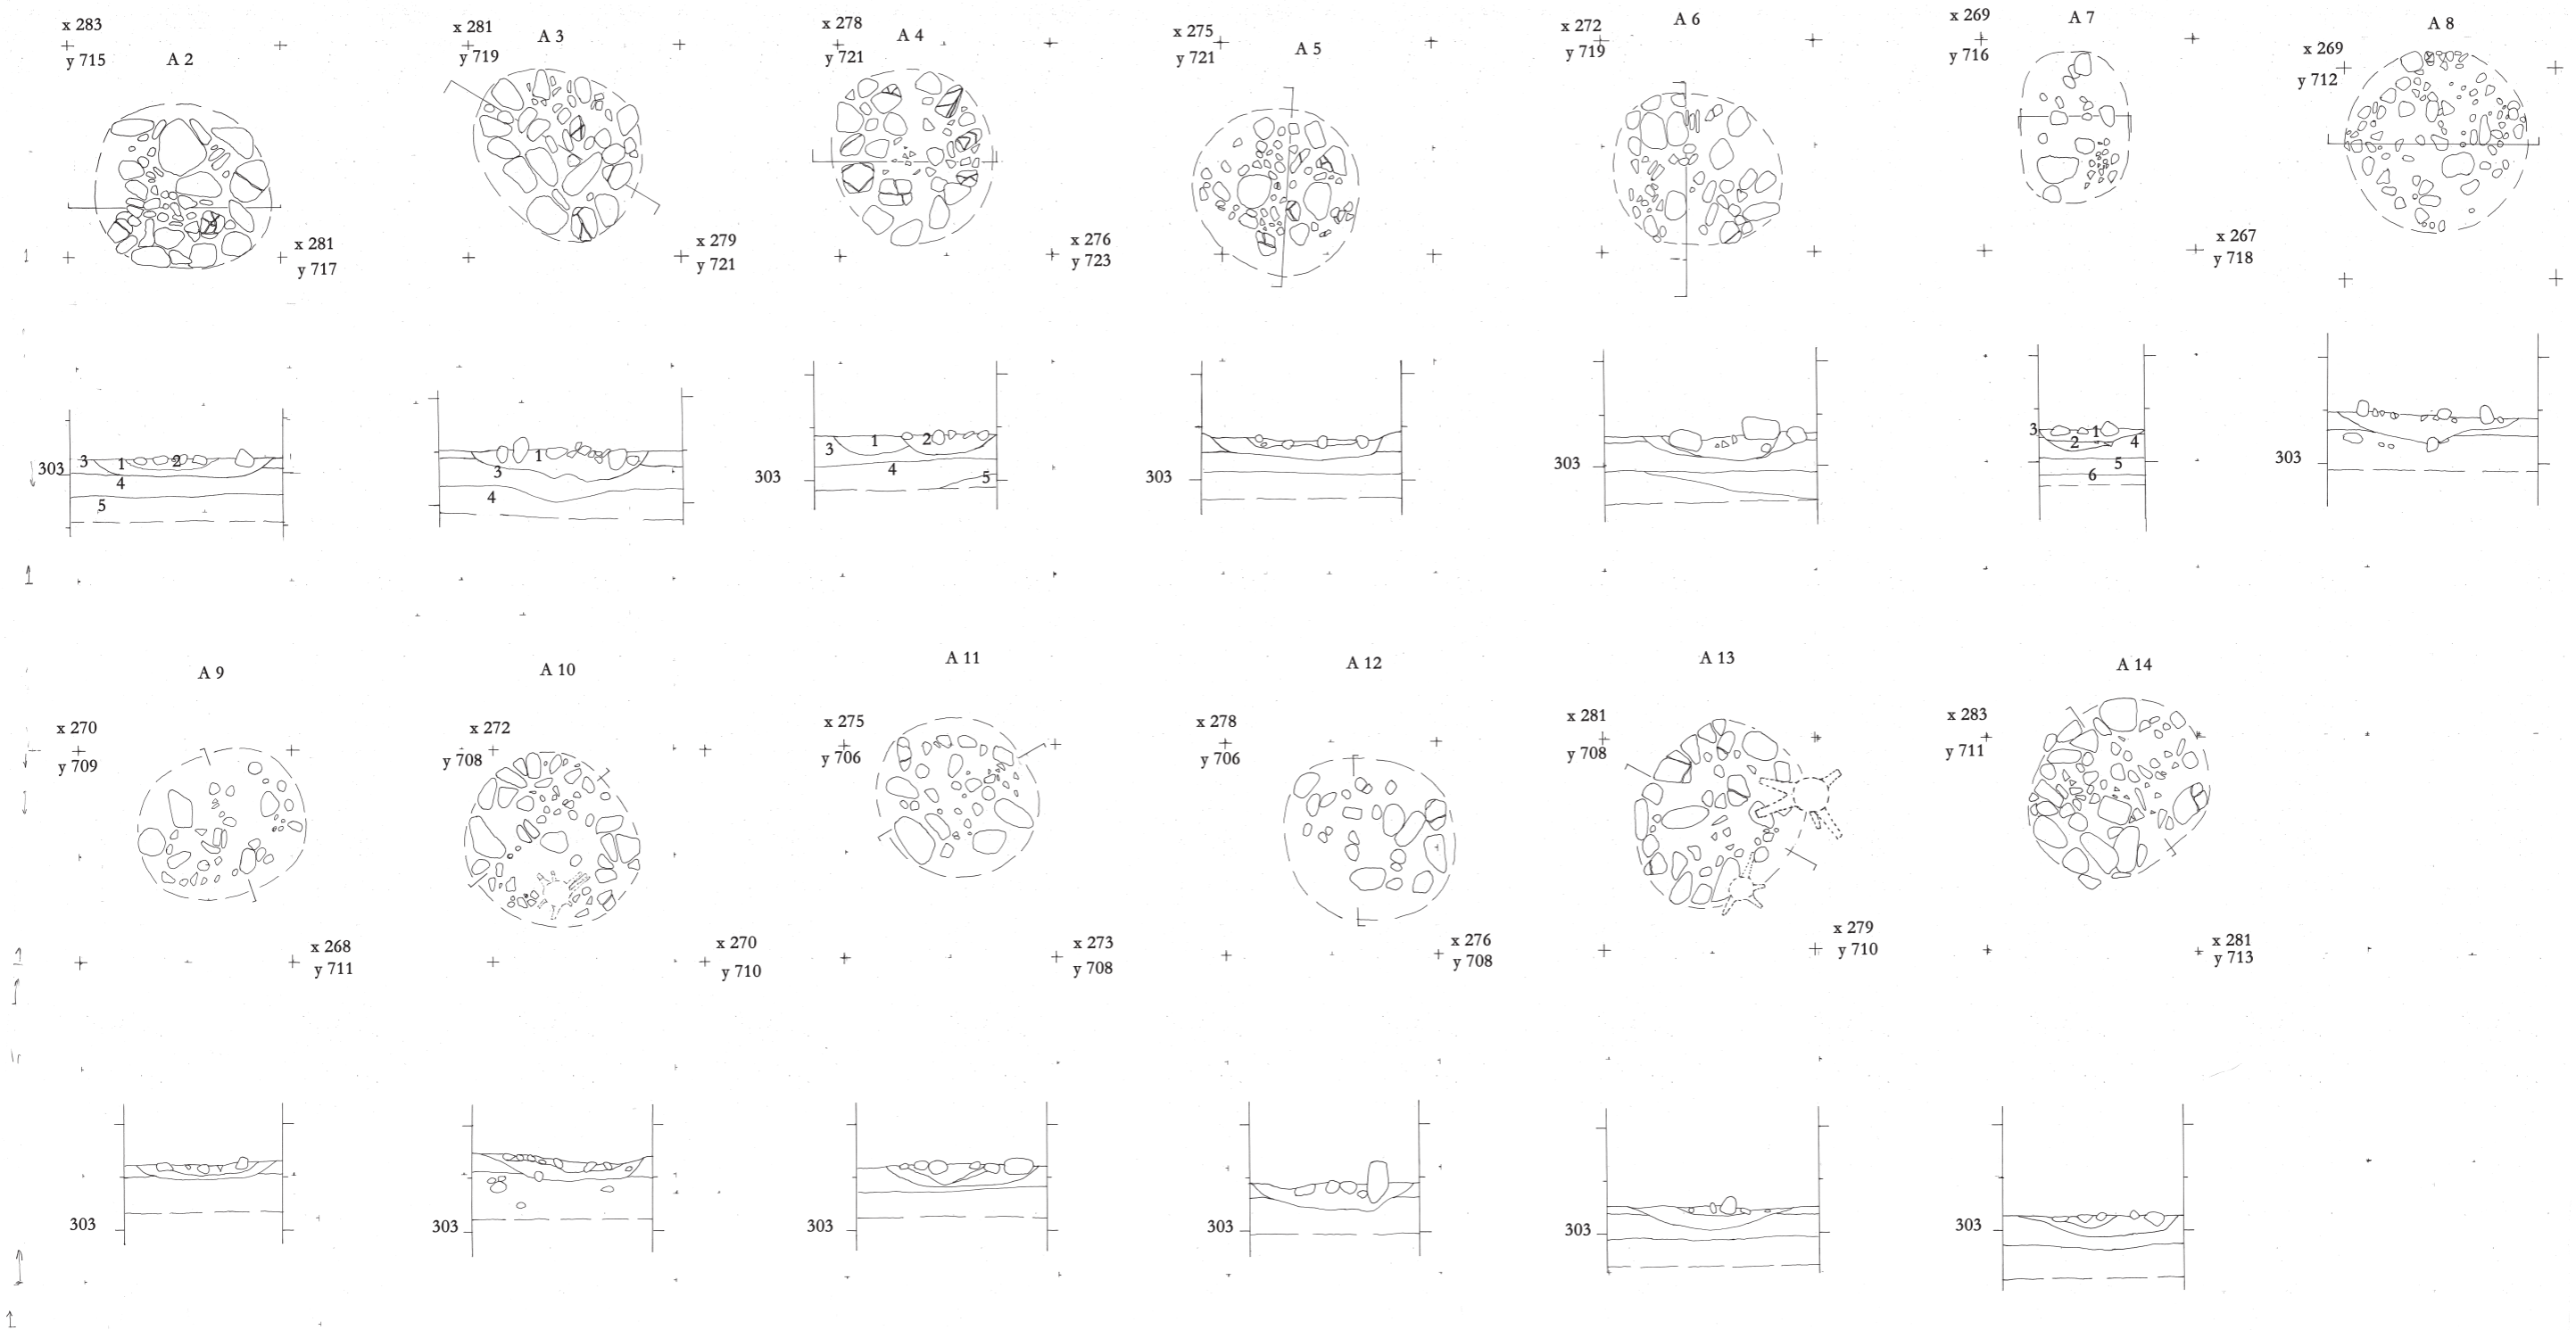 x 283
y 715
A 2
x 281
y 717
x 281
y 719
A 3
x 279
y 721
x 278
y 721
A 4
x 276
y 723
x 275
y 721
A 5
x 272
y 719
A 6
x 269
y 716
A 7
x 267
y 718
x 269
y 712
A 8
1
303
3
1
2
4
5
1
3
4
303
3
1
2
4
5
303
303
3
1
2
4
5
6
303
1
A 9
x 270
y 709
x 268
y 711
A 10
x 272
y 708
x 270
y 710
A 11
x 275
y 706
x 273
y 708
A 12
x 278
y 706
x 276
y 708
A 13
x 281
y 708
x 279
y 710
A 14
x 283
y 711
x 281
y 713
303
303
303
303
303
303